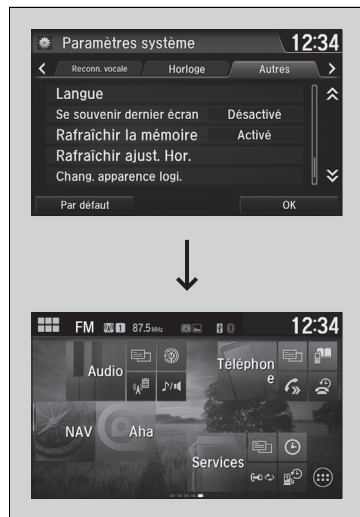 Paramètres système 12:34
Reconn. vocale Horloge Autres
Langue
Se souvenir dernier écran Désactivé
Rafraîchir la mémoire Activé
Rafraîchir ajust. Hor.
Chang. apparence logi.
Par défaut OK
FM 1 87.5MHz 12:34
Audio
Téléphon
e
NAV
Aha
Services